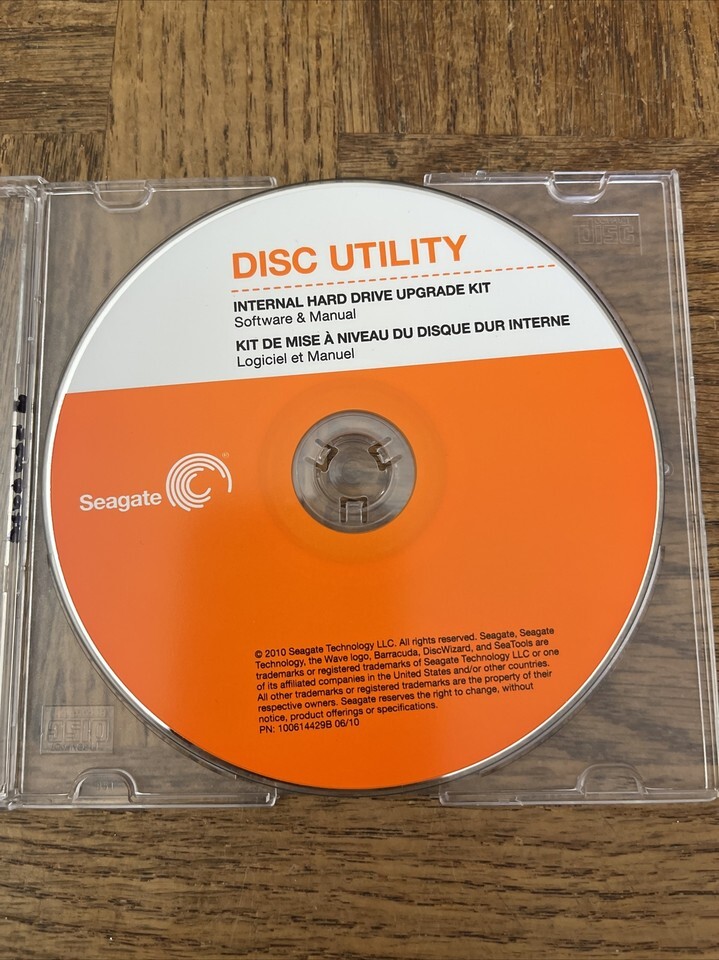 DISC UTILITY
INTERNAL HARD DRIVE UPGRADE KIT
Software & Manual
KIT DE MISE À NIVEAU DU DISQUE DUR INTERNE
Logiciel et Manuel
Seagate®
© 2010 Seagate Technology LLC. All rights reserved. Seagate, Seagate
Technology, the Wave logo, Barracuda, DiscWizard, and SeaTools are
trademarks or registered trademarks of Seagate Technology LLC or one
of its affiliated companies in the United States and/or other countries.
All other trademarks or registered trademarks are the property of their
respective owners. Seagate reserves the right to change, without
notice, product offerings or specifications.
PN: 100614429B 06/10